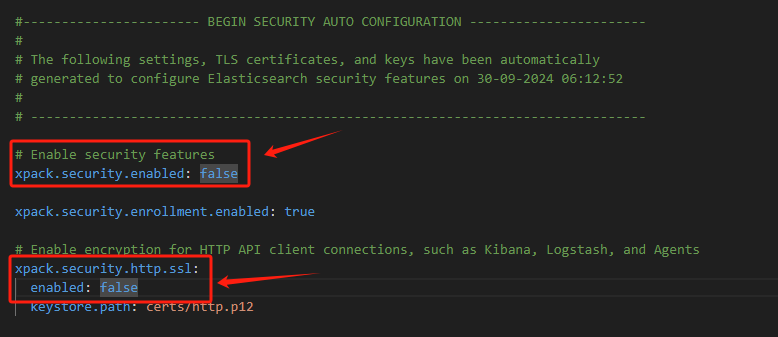 #----------------------- BEGIN SECURITY AUTO CONFIGURATION -----------------------
#
# The following settings, TLS certificates, and keys have been automatically
# generated to configure Elasticsearch security features on 30-09-2024 06:12:52
#
# --------------------------------------------------------------------------------
# Enable security features
xpack.security.enabled: false
xpack.security.enrollment.enabled: true
# Enable encryption for HTTP API client connections, such as Kibana, Logstash, and Agents
xpack.security.http.ssl:
  enabled: false
  keystore.path: certs/http.p12